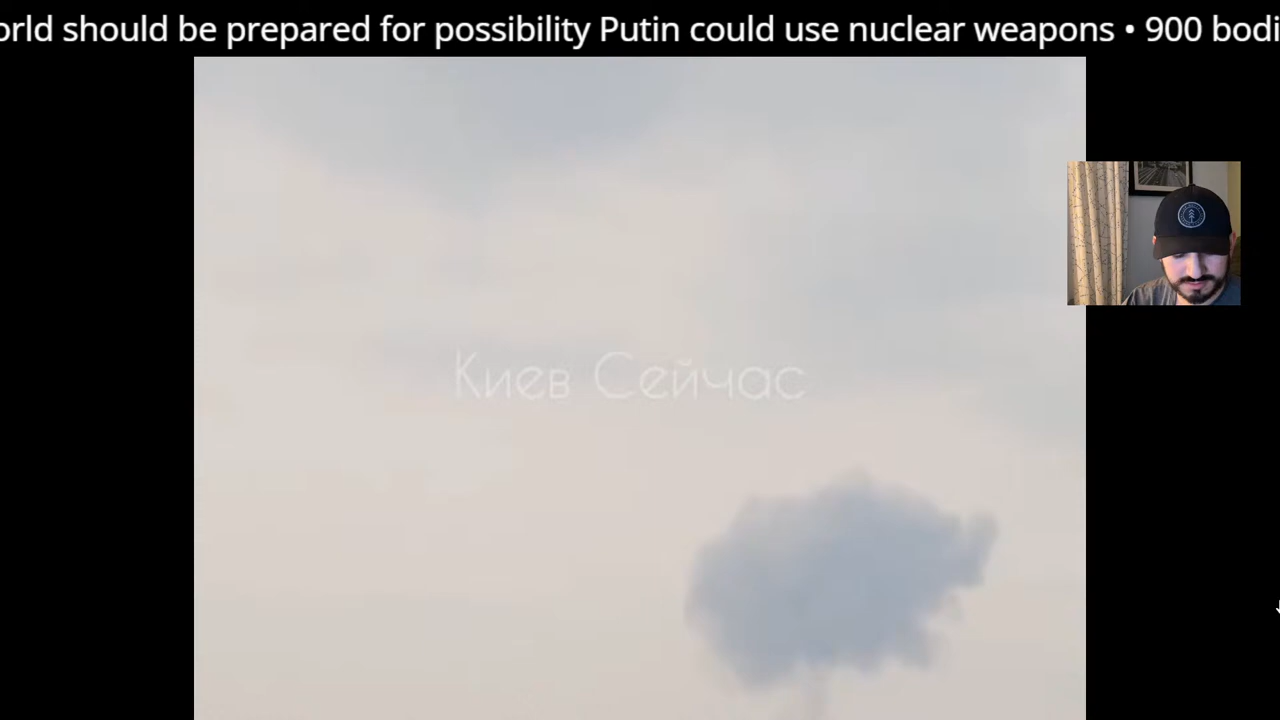 orld should be prepared for possibility Putin could use nuclear weapons • 900 bodi
Киев Сейчас